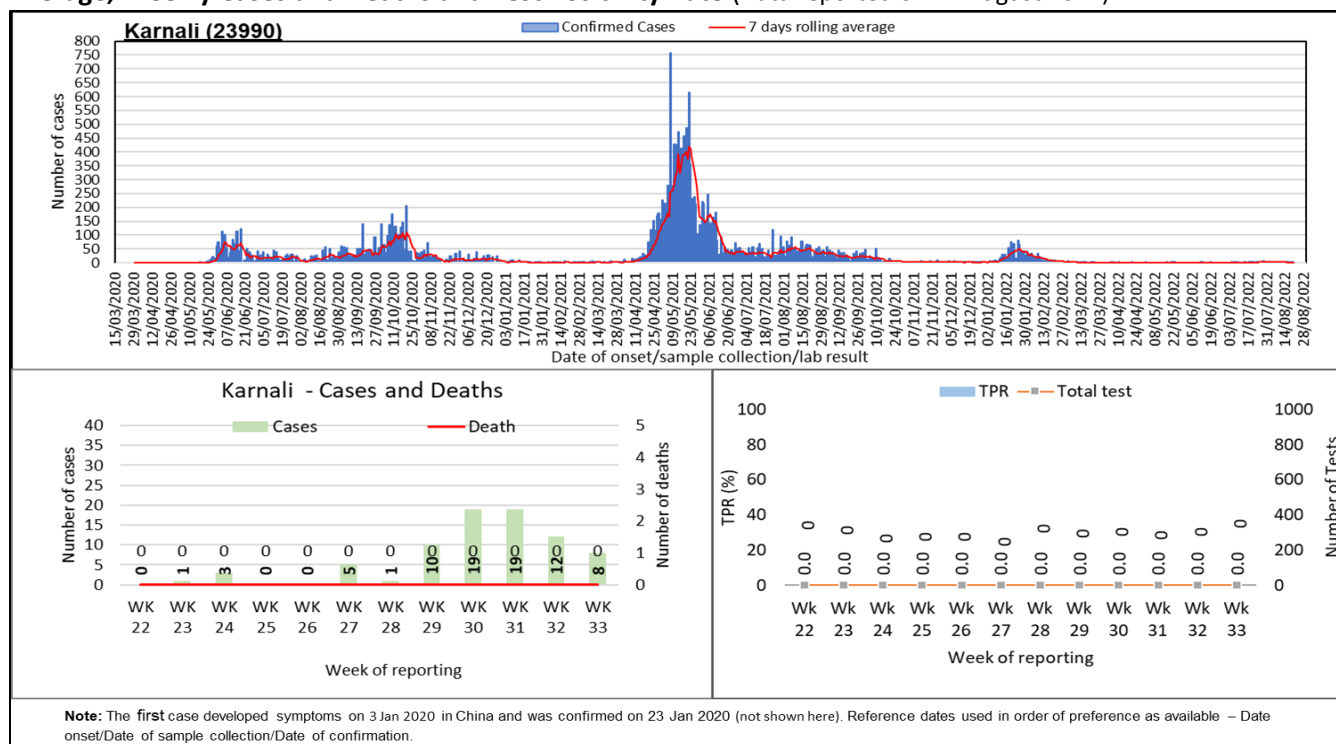 Karnali (23990)
Confirmed Cases 7 days rolling average
Number of cases
800
750
700
650
600
550
500
450
400
350
300
250
200
150
100
50
0
15/03/2020 29/03/2020 12/04/2020 26/04/2020 10/05/2020 24/05/2020 07/06/2020 21/06/2020 05/07/2020 19/07/2020 02/08/2020 16/08/2020 30/08/2020 13/09/2020 27/09/2020 11/10/2020 25/10/2020 08/11/2020 22/11/2020 06/12/2020 20/12/2020 03/01/2021 17/01/2021 31/01/2021 14/02/2021 28/02/2021 14/03/2021 28/03/2021 11/04/2021 25/04/2021 09/05/2021 23/05/2021 06/06/2021 20/06/2021 04/07/2021 18/07/2021 01/08/2021 15/08/2021 29/08/2021 12/09/2021 26/09/2021 10/10/2021 24/10/2021 07/11/2021 21/11/2021 05/12/2021 19/12/2021 02/01/2022 16/01/2022 30/01/2022 13/02/2022 27/02/2022 13/03/2022 27/03/2022 10/04/2022 24/04/2022 08/05/2022 22/05/2022 05/06/2022 19/06/2022 03/07/2022 17/07/2022 31/07/2022 14/08/2022 28/08/2022
Date of onset/sample collection/lab result
Karnali - Cases and Deaths
Cases Death
Number of cases
40
35
30
25
20
15
10
5
0
0 0 0 0 0 0 0 0 0 0 0 0
0 1 3 0 0 5 1 10 19 19 12 8
5
4
3
2
1
0
Number of deaths
WK WK WK WK WK WK WK WK WK WK WK WK
22 23 24 25 26 27 28 29 30 31 32 33
Week of reporting
TPR Total test
TPR (%)
100
80
60
40
20
0
0 0 0 0 0 0 0 0 0 0 0 0
0.0 0.0 0.0 0.0 0.0 0.0 0.0 0.0 0.0 0.0 0.0 0.0
1000
800
600
400
200
0
Number of Tests
Wk Wk Wk Wk Wk Wk Wk Wk Wk Wk Wk Wk
22 23 24 25 26 27 28 29 30 31 32 33
Week of reporting
Note: The first case developed symptoms on 3 Jan 2020 in China and was confirmed on 23 Jan 2020 (not shown here). Reference dates used in order of preference as available – Date
onset/Date of sample collection/Date of confirmation.